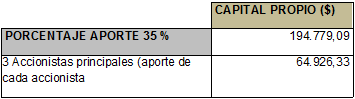 CAPITAL PROPIO ($)
PORCENTAJE APORTE 35 % 194.779,09
3 Accionistas principales (aporte de 64.926,33
cada accionista